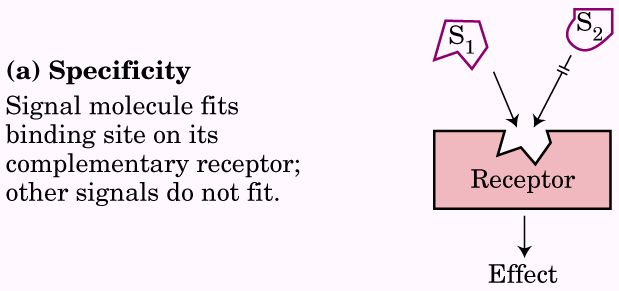 (a) Specificity
Signal molecule fits
binding site on its
complementary receptor;
other signals do not fit.
S1
S2
Receptor
Effect